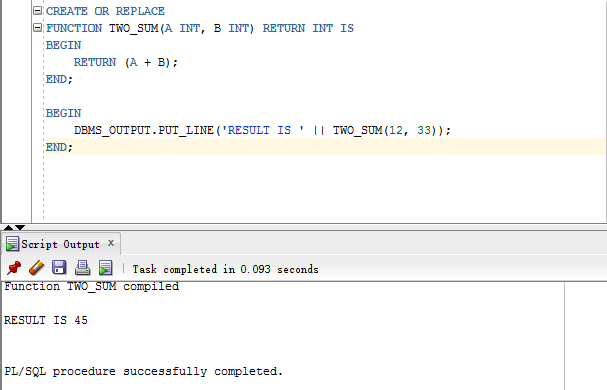 CREATE OR REPLACE
FUNCTION TWO_SUM(A INT, B INT) RETURN INT IS
BEGIN
    RETURN (A + B);
END;
BEGIN
    DBMS_OUTPUT.PUT_LINE('RESULT IS ' || TWO_SUM(12, 33));
END;
Script Output x
Task completed in 0.093 seconds
Function TWO_SUM compiled
RESULT IS 45
PL/SQL procedure successfully completed.